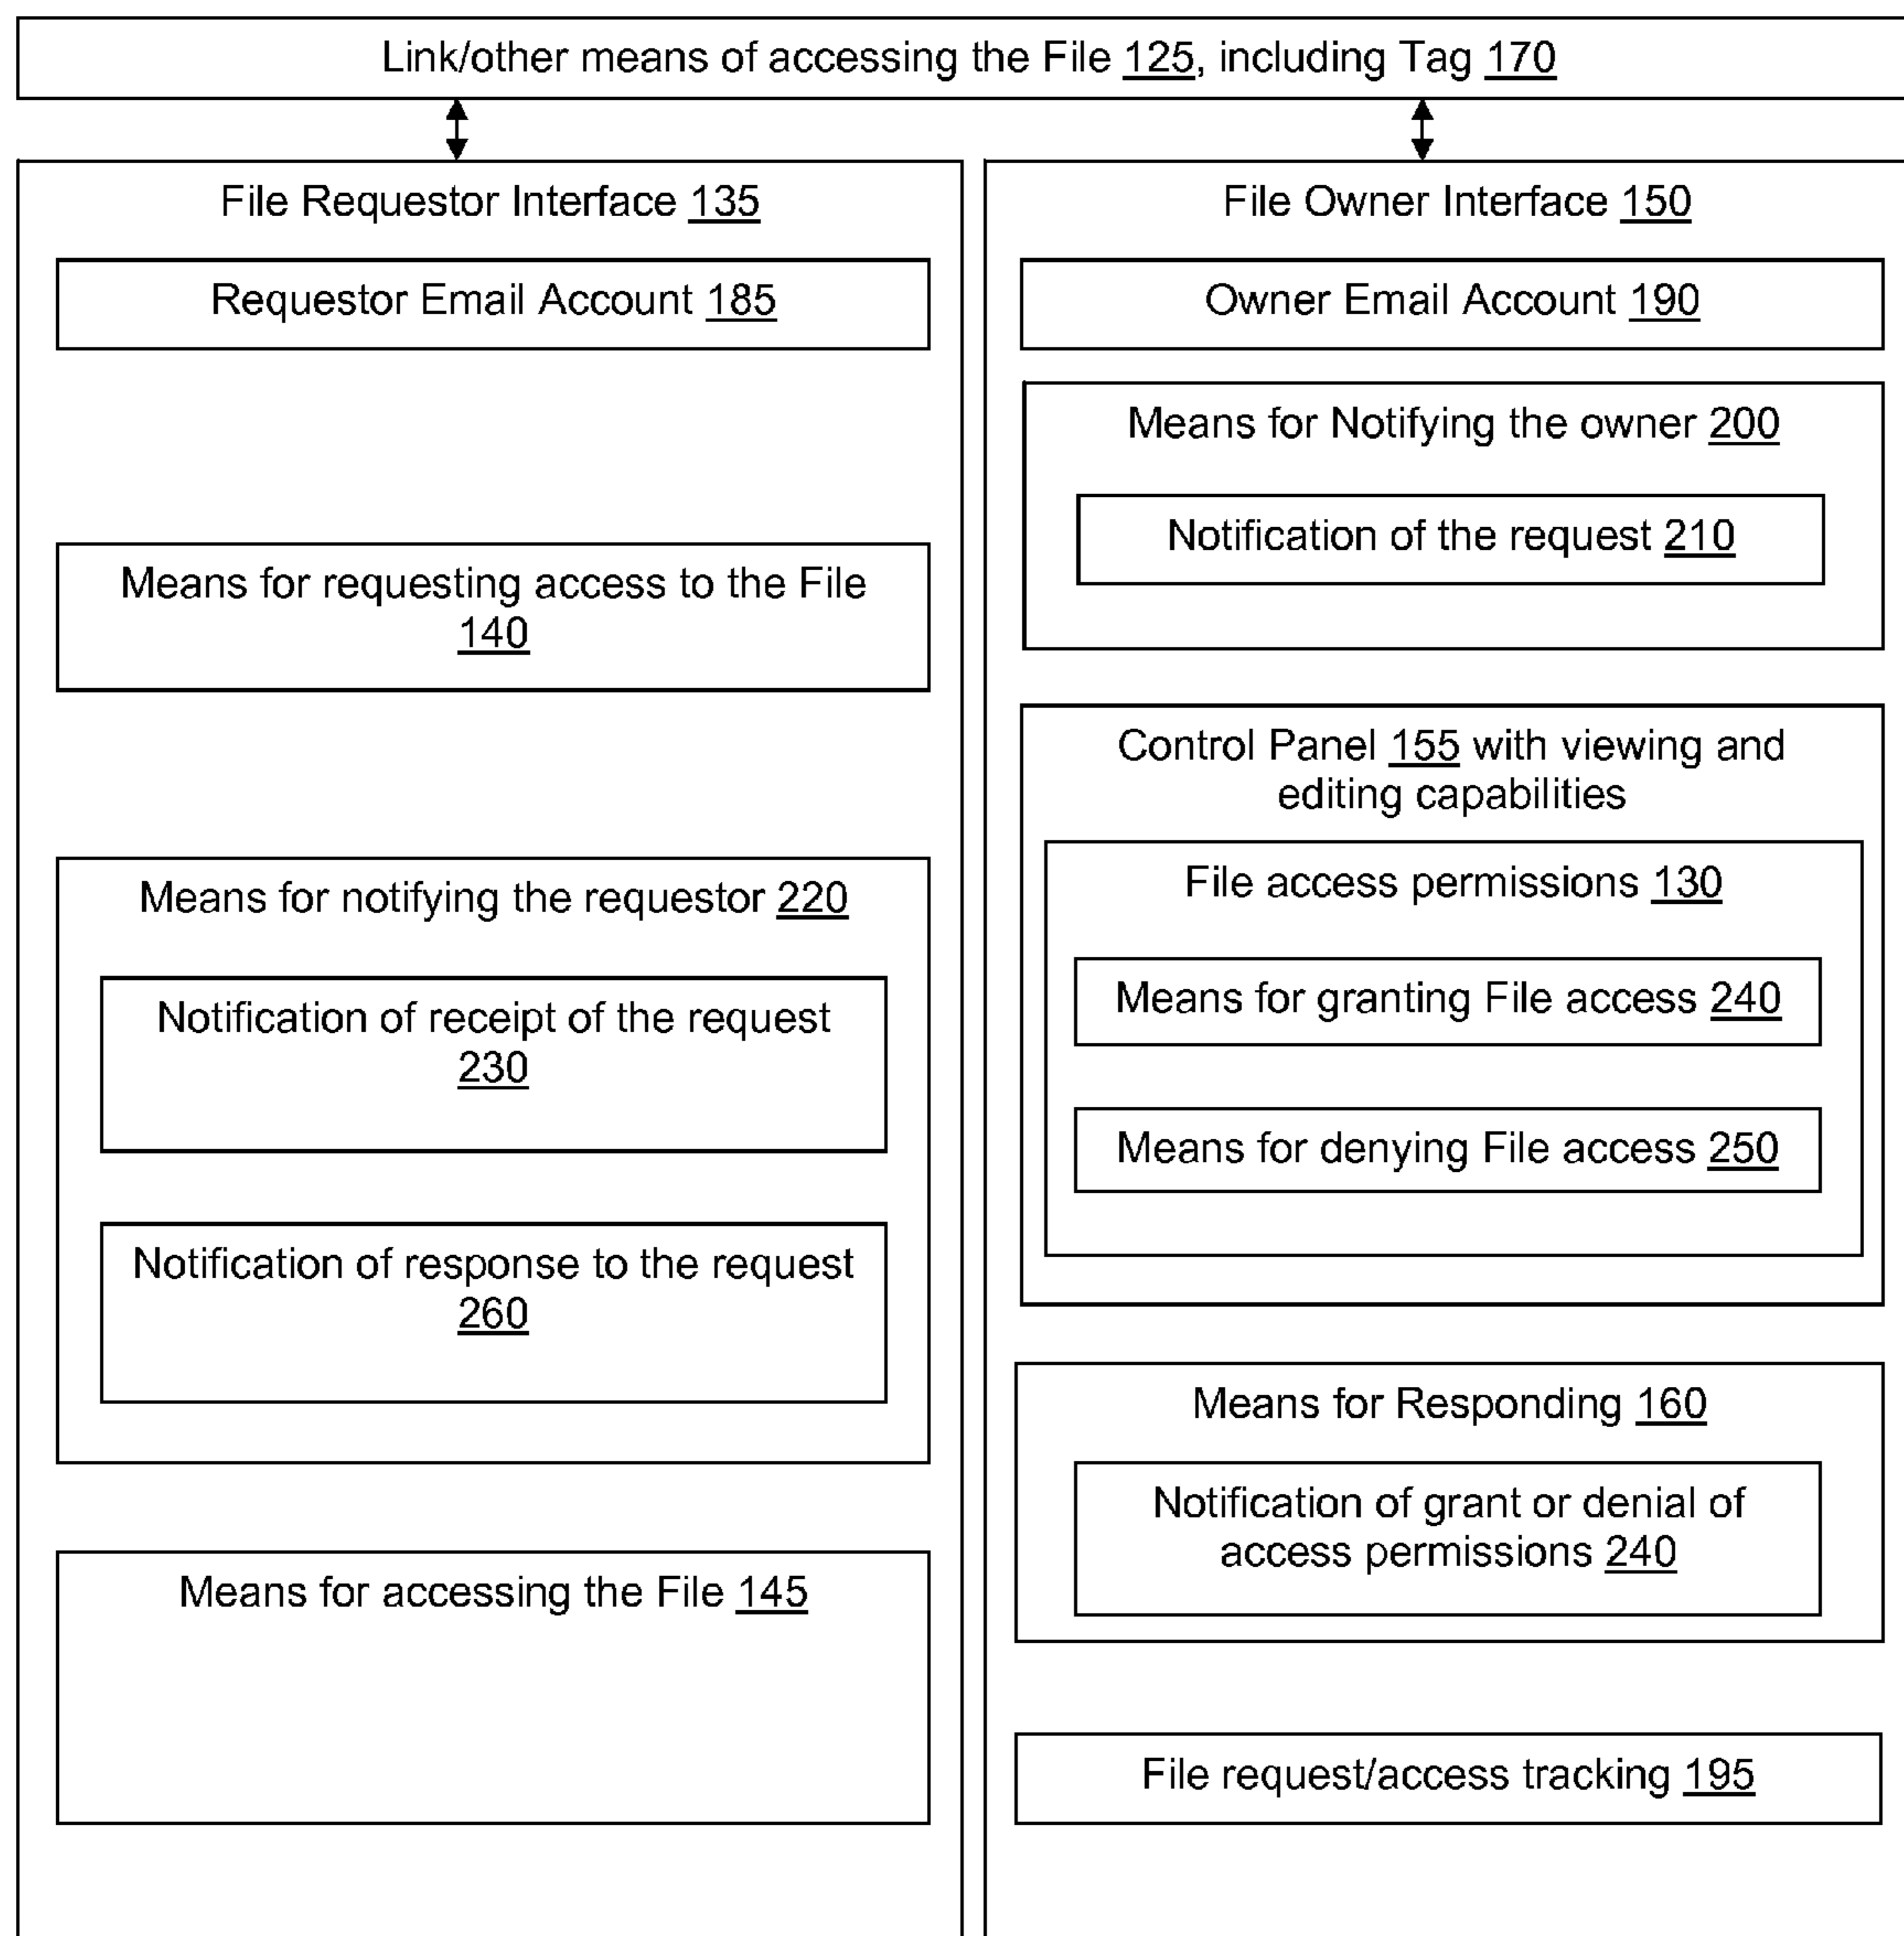 Link/other means of accessing the File 125, including Tag 170
File Requestor Interface 135
Requestor Email Account 185
Means for requesting access to the File
140
Means for notifying the requestor 220
Notification of receipt of the request
230
Notification of response to the request
260
Means for accessing the File 145
File Owner Interface 150
Owner Email Account 190
Means for Notifying the owner 200
Notification of the request 210
Control Panel 155 with viewing and
editing capabilities
File access permissions 130
Means for granting File access 240
Means for denying File access 250
Means for Responding 160
Notification of grant or denial of
access permissions 240
File request/access tracking 195